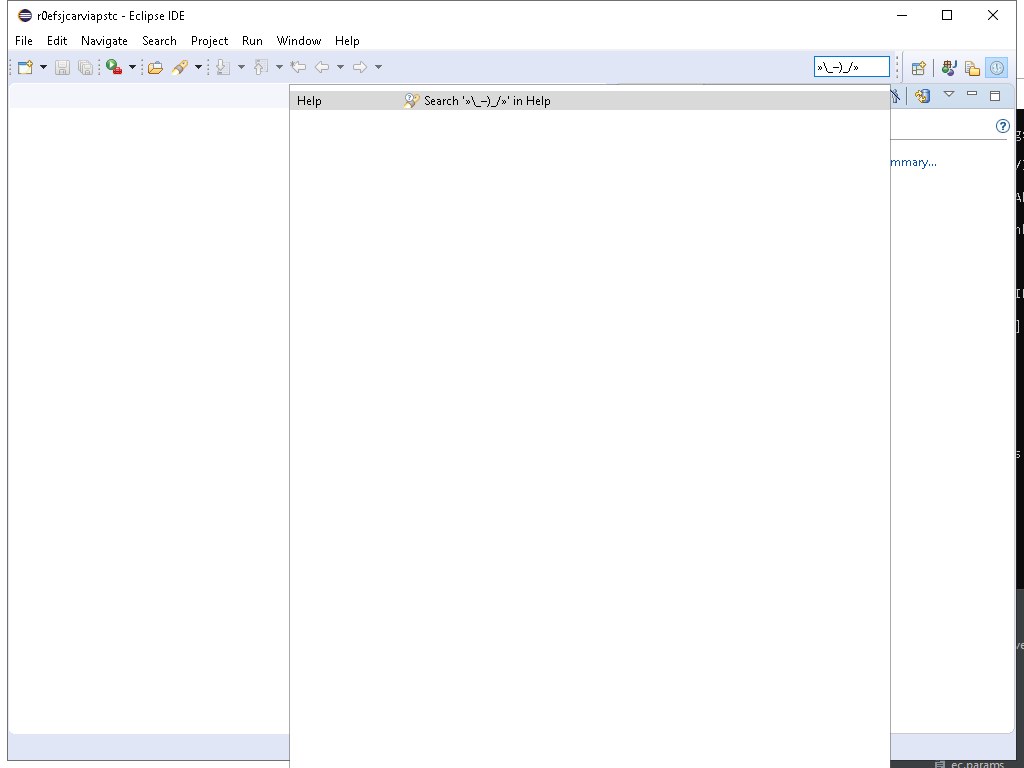 r0efsjcarviapstc - Eclipse IDE
File Edit Navigate Search Project Run Window Help
»\_–)_/»
Help Search '»\_–)_/»' in Help
mmary...
ec.params